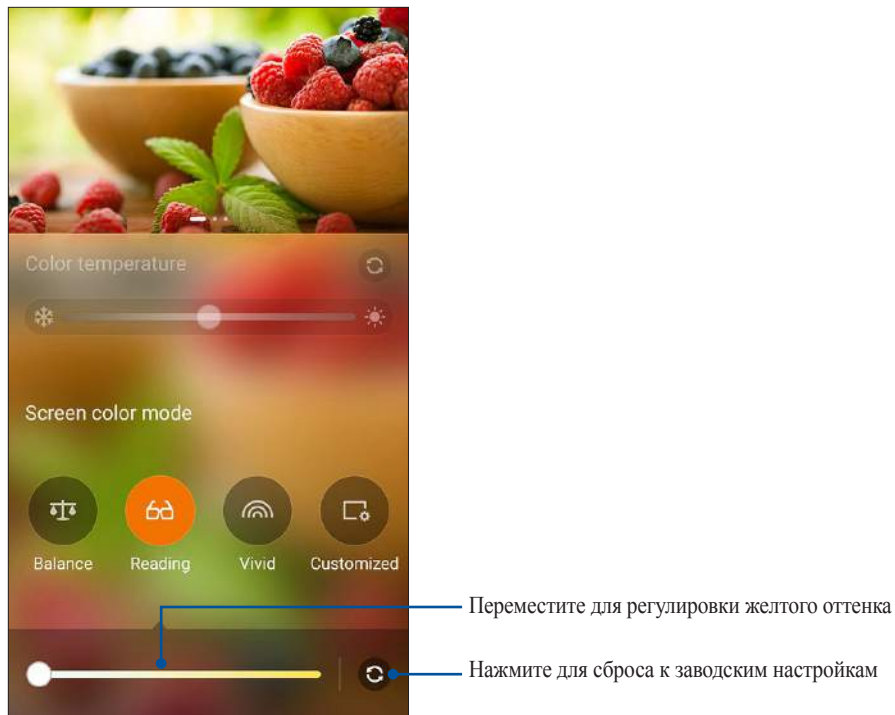 Color temperature
Screen color mode
Balance Reading Vivid Customized
Переместите для регулировки желтого оттенка
Нажмите для сброса к заводским настройкам